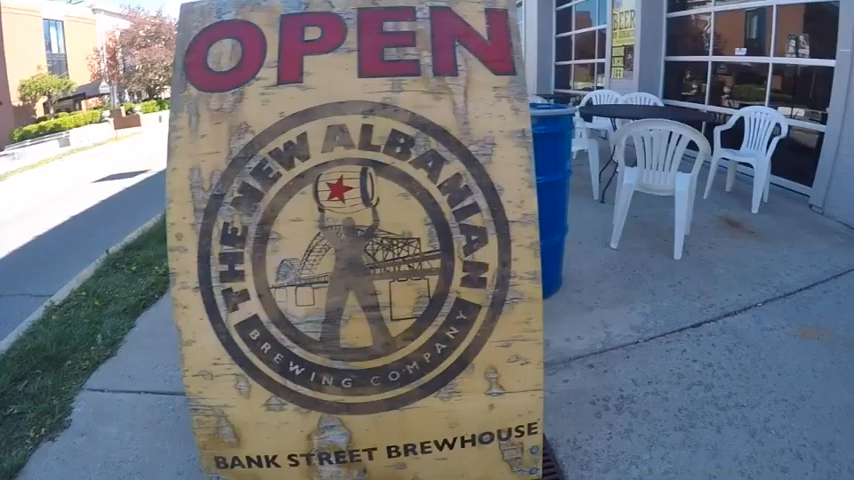 OPEN
THE NEW ALBANIAN
BREWING COMPANY
BANK STREET BREWHOUSE
BEER